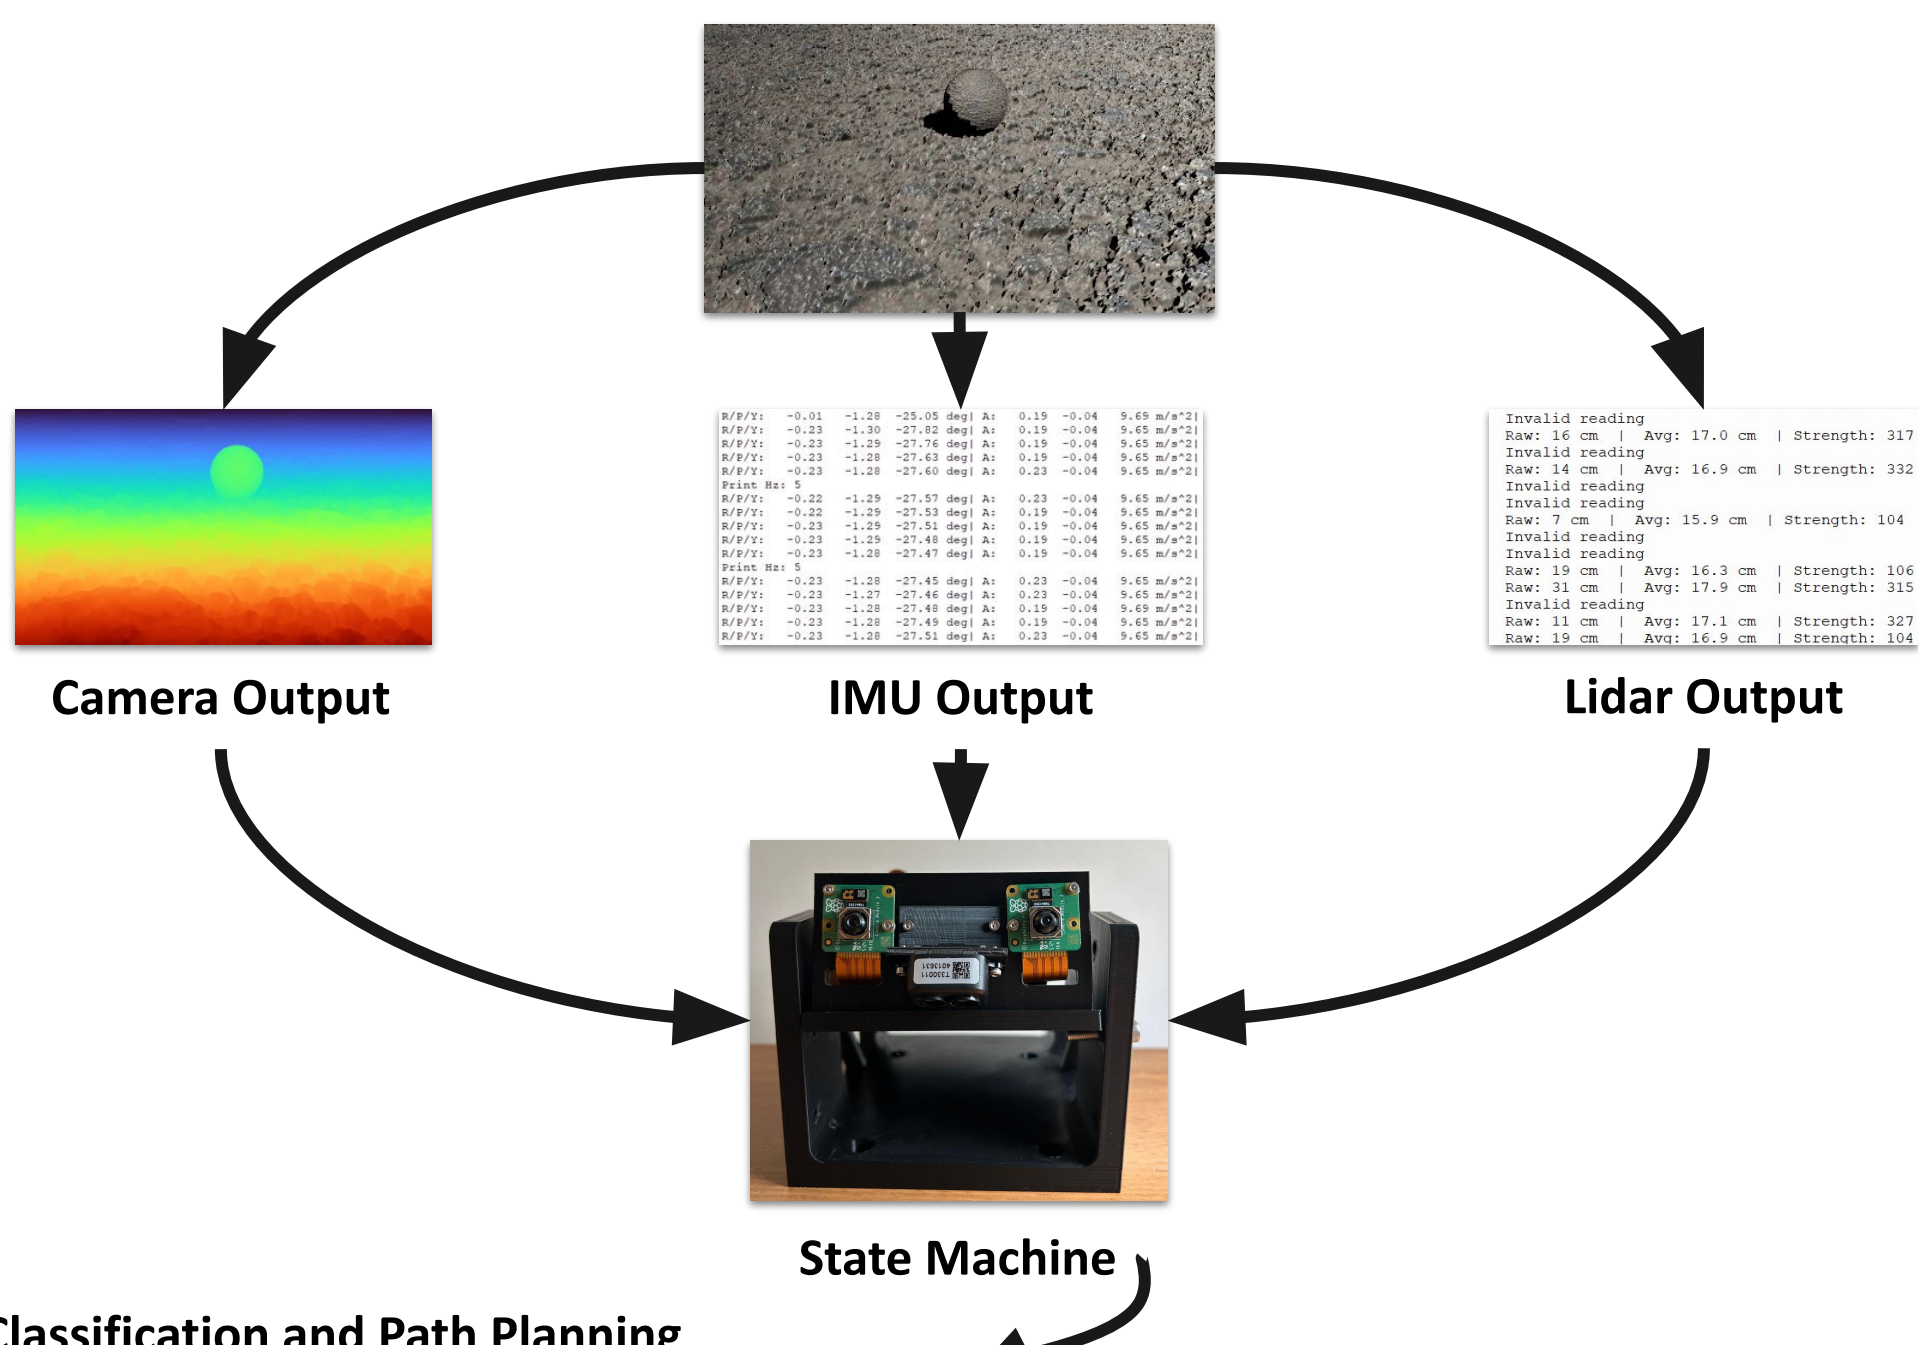 R/P/Y: -0.01 -1.28 -25.05 deg| A: 0.19 -0.04 9.69 m/s^2|
R/P/Y: -0.23 -1.30 -27.82 deg| A: 0.19 -0.04 9.65 m/s^2|
R/P/Y: -0.23 -1.29 -27.76 deg| A: 0.19 -0.04 9.65 m/s^2|
R/P/Y: -0.23 -1.28 -27.63 deg| A: 0.19 -0.04 9.65 m/s^2|
R/P/Y: -0.23 -1.28 -27.60 deg| A: 0.23 -0.04 9.65 m/s^2|
Print Hz: 5
R/P/Y: -0.22 -1.29 -27.57 deg| A: 0.23 -0.04 9.65 m/s^2|
R/P/Y: -0.22 -1.29 -27.53 deg| A: 0.19 -0.04 9.65 m/s^2|
R/P/Y: -0.23 -1.29 -27.51 deg| A: 0.19 -0.04 9.65 m/s^2|
R/P/Y: -0.23 -1.29 -27.48 deg| A: 0.19 -0.04 9.65 m/s^2|
R/P/Y: -0.23 -1.28 -27.47 deg| A: 0.19 -0.04 9.65 m/s^2|
Print Hz: 5
R/P/Y: -0.23 -1.28 -27.45 deg| A: 0.23 -0.04 9.65 m/s^2|
R/P/Y: -0.23 -1.27 -27.46 deg| A: 0.23 -0.04 9.65 m/s^2|
R/P/Y: -0.23 -1.28 -27.48 deg| A: 0.19 -0.04 9.69 m/s^2|
R/P/Y: -0.23 -1.28 -27.49 deg| A: 0.19 -0.04 9.65 m/s^2|
R/P/Y: -0.23 -1.28 -27.51 deg| A: 0.23 -0.04 9.65 m/s^2|
Invalid reading
Raw: 16 cm | Avg: 17.0 cm | Strength: 317
Invalid reading
Raw: 14 cm | Avg: 16.9 cm | Strength: 332
Invalid reading
Invalid reading
Raw: 7 cm | Avg: 15.9 cm | Strength: 104
Invalid reading
Invalid reading
Raw: 19 cm | Avg: 16.3 cm | Strength: 106
Raw: 31 cm | Avg: 17.9 cm | Strength: 315
Invalid reading
Raw: 11 cm | Avg: 17.1 cm | Strength: 327
Raw: 19 cm | Avg: 16.9 cm | Strength: 104
Camera Output
IMU Output
Lidar Output
T330011
4013631
State Machine
Classification and Path Planning